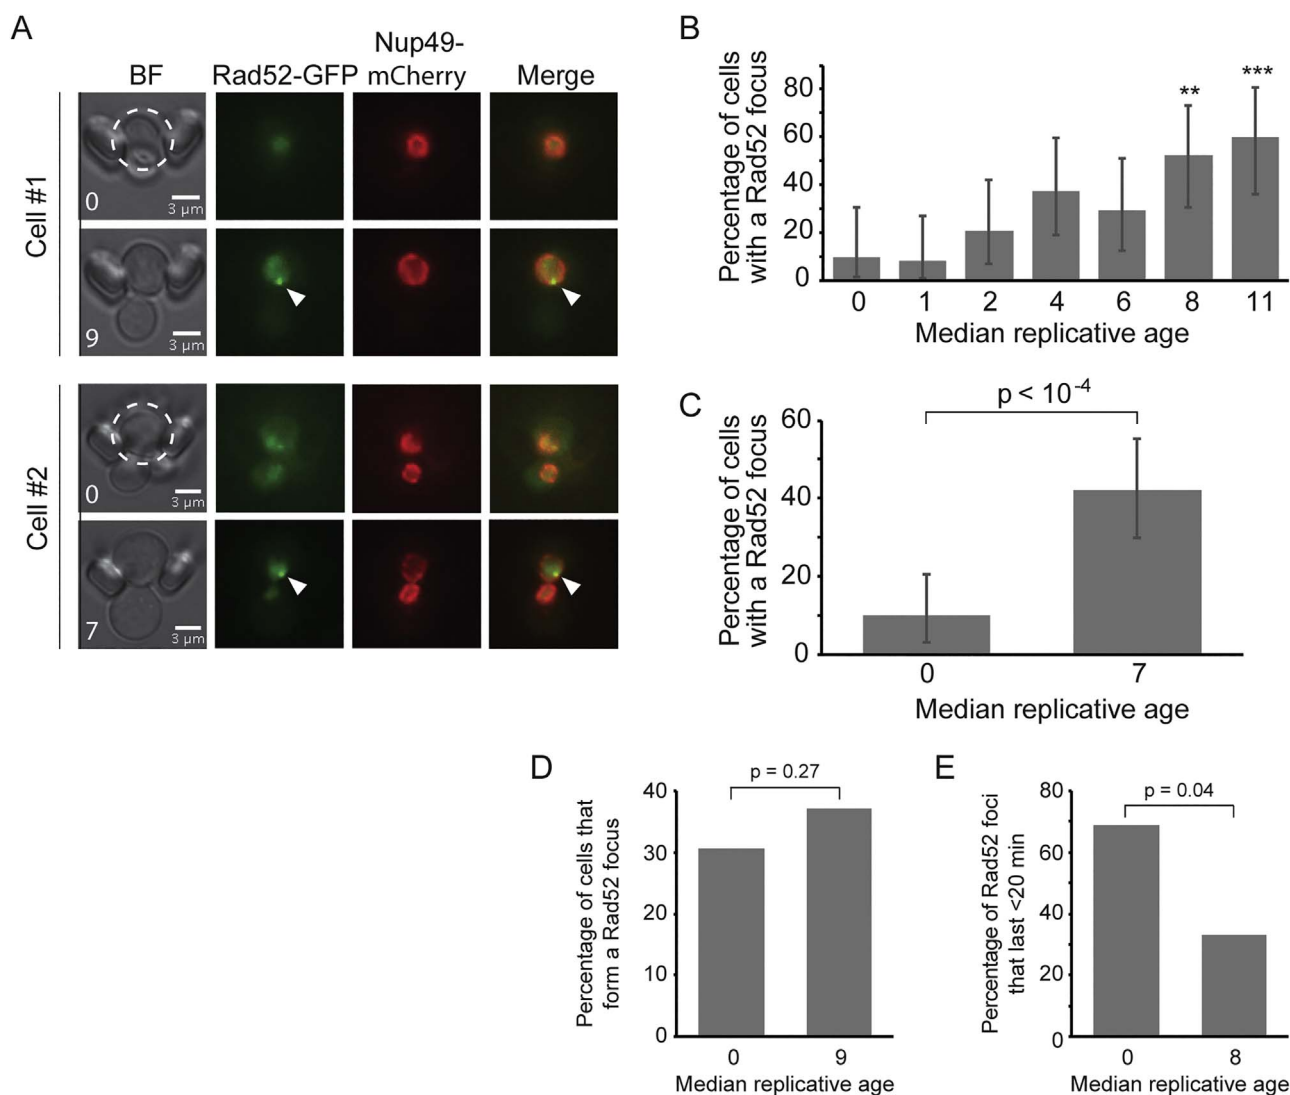 A
BF
Rad52-GFP
Nup49-
mCherry
Merge
Cell #1
0
3 µm
9
3 µm
Cell #2
0
3 µm
7
3 µm
B
Percentage of cells
with a Rad52 focus
80
60
40
20
0
0 1 2 4 6 8 11
** ***
Median replicative age
C
p < 10-4
Percentage of cells
with a Rad52 focus
60
40
20
0
0 7
Median replicative age
D
p = 0.27
Percentage of cells that
form a Rad52 focus
40
30
20
10
0
0 9
Median replicative age
E
p = 0.04
Percentage of Rad52 foci
that last <20 min
80
60
40
20
0
0 8
Median replicative age